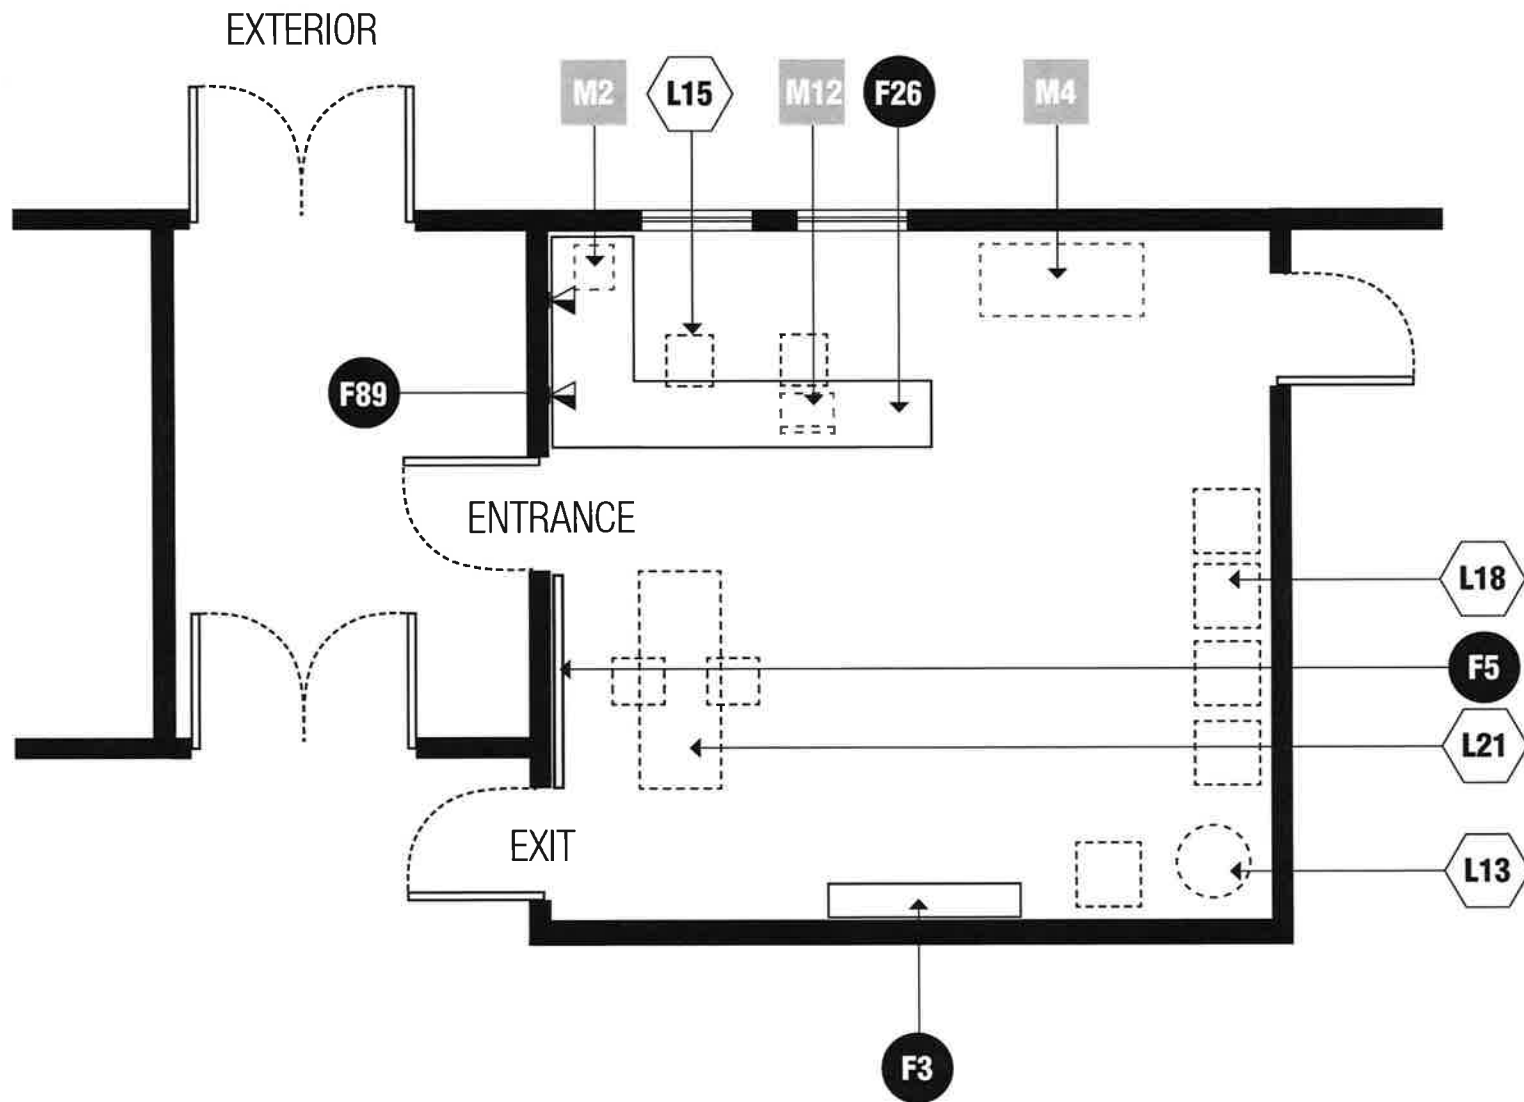 EXTERIOR
M2
L15
M12
F26
M4
F89
ENTRANCE
L18
F5
L21
EXIT
L13
F3